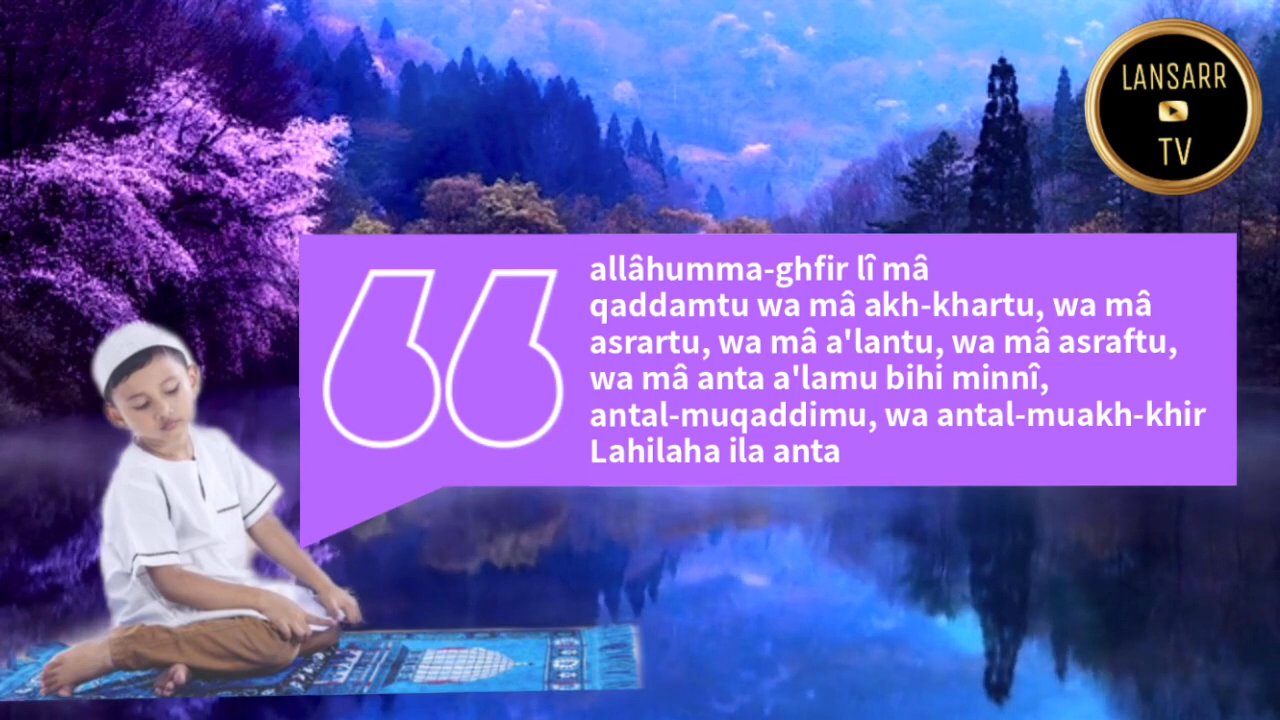 LANSARR
TV
allâhumma-ghfir lî mâ
qaddamtu wa mâ akh-khartu, wa mâ
asrartu, wa mâ a'lantu, wa mâ asraftu,
wa mâ anta a'lamu bihi minnî,
antal-muqaddimu, wa antal-muakh-khir
Lahilaha ila anta